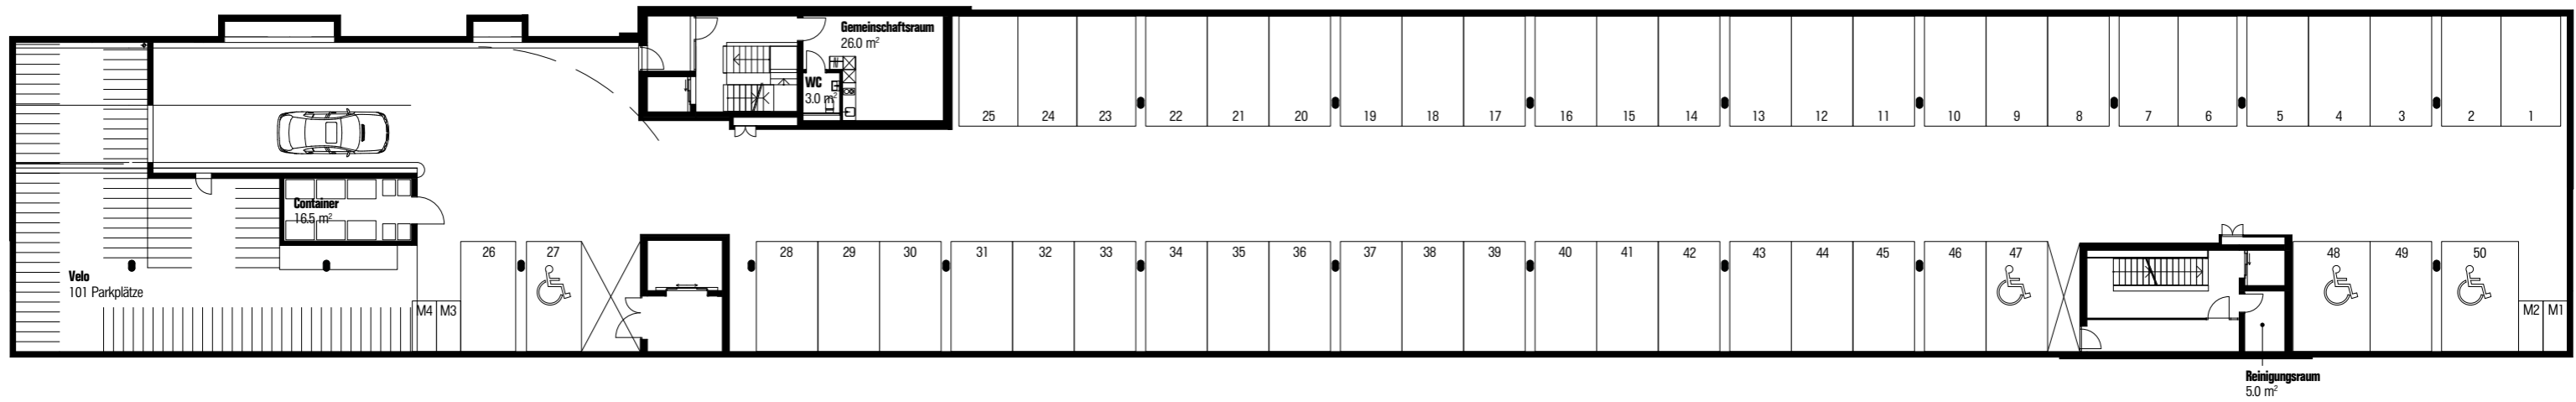 Gemeinschaftsraum
26.0 m²
WC
3.0 m²
25 24 23 22 21 20 19 18 17 16 15 14 13 12 11 10 9 8 7 6 5 4 3 2 1
Container
16.5 m²
Velo
101 Parkplätze
26 27 28 29 30 31 32 33 34 35 36 37 38 39 40 41 42 43 44 45 46 47 48 49 50
M4 M3 M2 M1
Reinigungsraum
5.0 m²